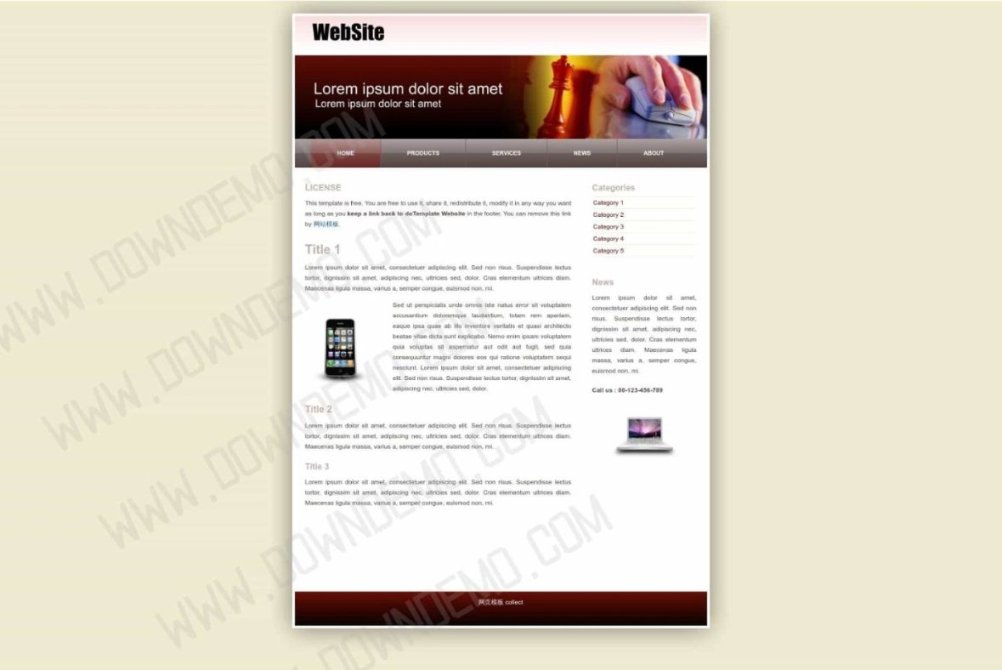 WebSite
Lorem ipsum dolor sit amet
Lorem ipsum dolor sit amet
HOME PRODUCTS SERVICES NEWS ABOUT
LICENSE
This template is free. You are free to use it, share it, redistribute it, modify it in any way you want
as long as you keep a link back to doTemplate Website in the footer. You can remove this link
by 网站模板.
Title 1
Lorem ipsum dolor sit amet, consectetuer adipiscing elit. Sed non risus. Suspendisse lectus
tortor, dignissim sit amet, adipiscing nec, ultricies sed, dolor. Cras elementum ultrices diam.
Maecenas ligula massa, varius a, semper congue, euismod non, mi.
Sed ut perspiciatis unde omnis iste natus error sit voluptatem
accusantium doloremque laudantium, totam rem aperiam,
eaque ipsa quae ab illo inventore veritatis et quasi architecto
beatae vitae dicta sunt explicabo. Nemo enim ipsam voluptatem
quia voluptas sit aspernatur aut odit aut fugit, sed quia
consequuntur magni dolores eos qui ratione voluptatem sequi
nesciunt. Lorem ipsum dolor sit amet, consectetuer adipiscing
elit. Sed non risus. Suspendisse lectus tortor, dignissim sit amet,
adipiscing nec, ultricies sed, dolor.
Title 2
Lorem ipsum dolor sit amet, consectetuer adipiscing elit. Sed non risus. Suspendisse lectus
tortor, dignissim sit amet, adipiscing nec, ultricies sed, dolor. Cras elementum ultrices diam.
Maecenas ligula massa, varius a, semper congue, euismod non, mi.
Title 3
Lorem ipsum dolor sit amet, consectetuer adipiscing elit. Sed non risus. Suspendisse lectus
tortor, dignissim sit amet, adipiscing nec, ultricies sed, dolor. Cras elementum ultrices diam.
Maecenas ligula massa, varius a, semper congue, euismod non, mi.
Categories
Category 1
Category 2
Category 3
Category 4
Category 5
News
Lorem ipsum dolor sit amet,
consectetuer adipiscing elit. Sed non
risus. Suspendisse lectus tortor,
dignissim sit amet, adipiscing nec,
ultricies sed, dolor. Cras elementum
ultrices diam. Maecenas ligula
massa, varius a, semper congue,
euismod non, mi.
Call us : 00-123-456-789
网页模板 collect
WWW.DOWNDEMO.COM
WWW.DOWNDEMO.COM
WWW.DOWNDEMO.COM
WWW.DOWNDEMO.COM
WWW.DOWNDEMO.COM